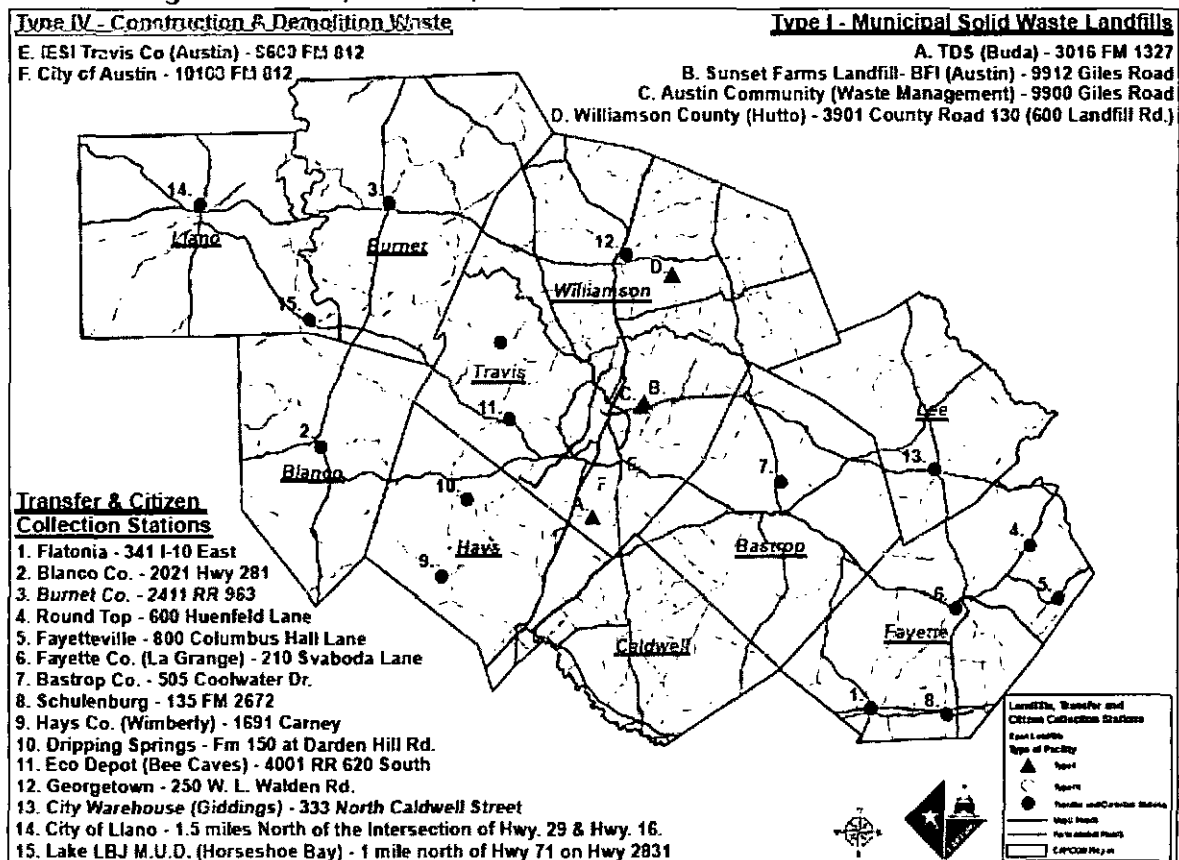 Type IV - Construction & Demolition Waste
E. IESI Travis Co (Austin) - 9600 FM 812
F. City of Austin - 10103 FM 812
Type I - Municipal Solid Waste Landfills
A. TDS (Buda) - 3016 FM 1327
B. Sunset Farms Landfill- BFI (Austin) - 9912 Giles Road
C. Austin Community (Waste Management) - 9900 Giles Road
D. Williamson County (Hutto) - 3901 County Road 130 (600 Landfill Rd.)
14.
Llano
3.
Burnet
12.
D.
Williamson
15.
Travis
11.
C.
B.
Lee
2.
Blanco
10.
E
F
A.
7.
13.
Hays
9.
Bastrop
4.
5.
6.
Fayette
Caldwell
1.
8.
Transfer & Citizen
Collection Stations
1. Flatonia - 341 I-10 East
2. Blanco Co. - 2021 Hwy 281
3. Burnet Co. - 2411 RR 963
4. Round Top - 600 Huenfeld Lane
5. Fayetteville - 800 Columbus Hall Lane
6. Fayette Co. (La Grange) - 210 Svaboda Lane
7. Bastrop Co. - 505 Coolwater Dr.
8. Schulenburg - 135 FM 2672
9. Hays Co. (Wimberly) - 1691 Carney
10. Dripping Springs - Fm 150 at Darden Hill Rd.
11. Eco Depot (Bee Caves) - 4001 RR 620 South
12. Georgetown - 250 W. L. Walden Rd.
13. City Warehouse (Giddings) - 333 North Caldwell Street
14. City of Llano - 1.5 miles North of the Intersection of Hwy. 29 & Hwy. 16.
15. Lake LBJ M.U.D. (Horseshoe Bay) - 1 mile north of Hwy 71 on Hwy 2831
Landfills, Transfer and
Citizen Collection Stations
Type of Facility
Type I
Transfer and Collection Stations